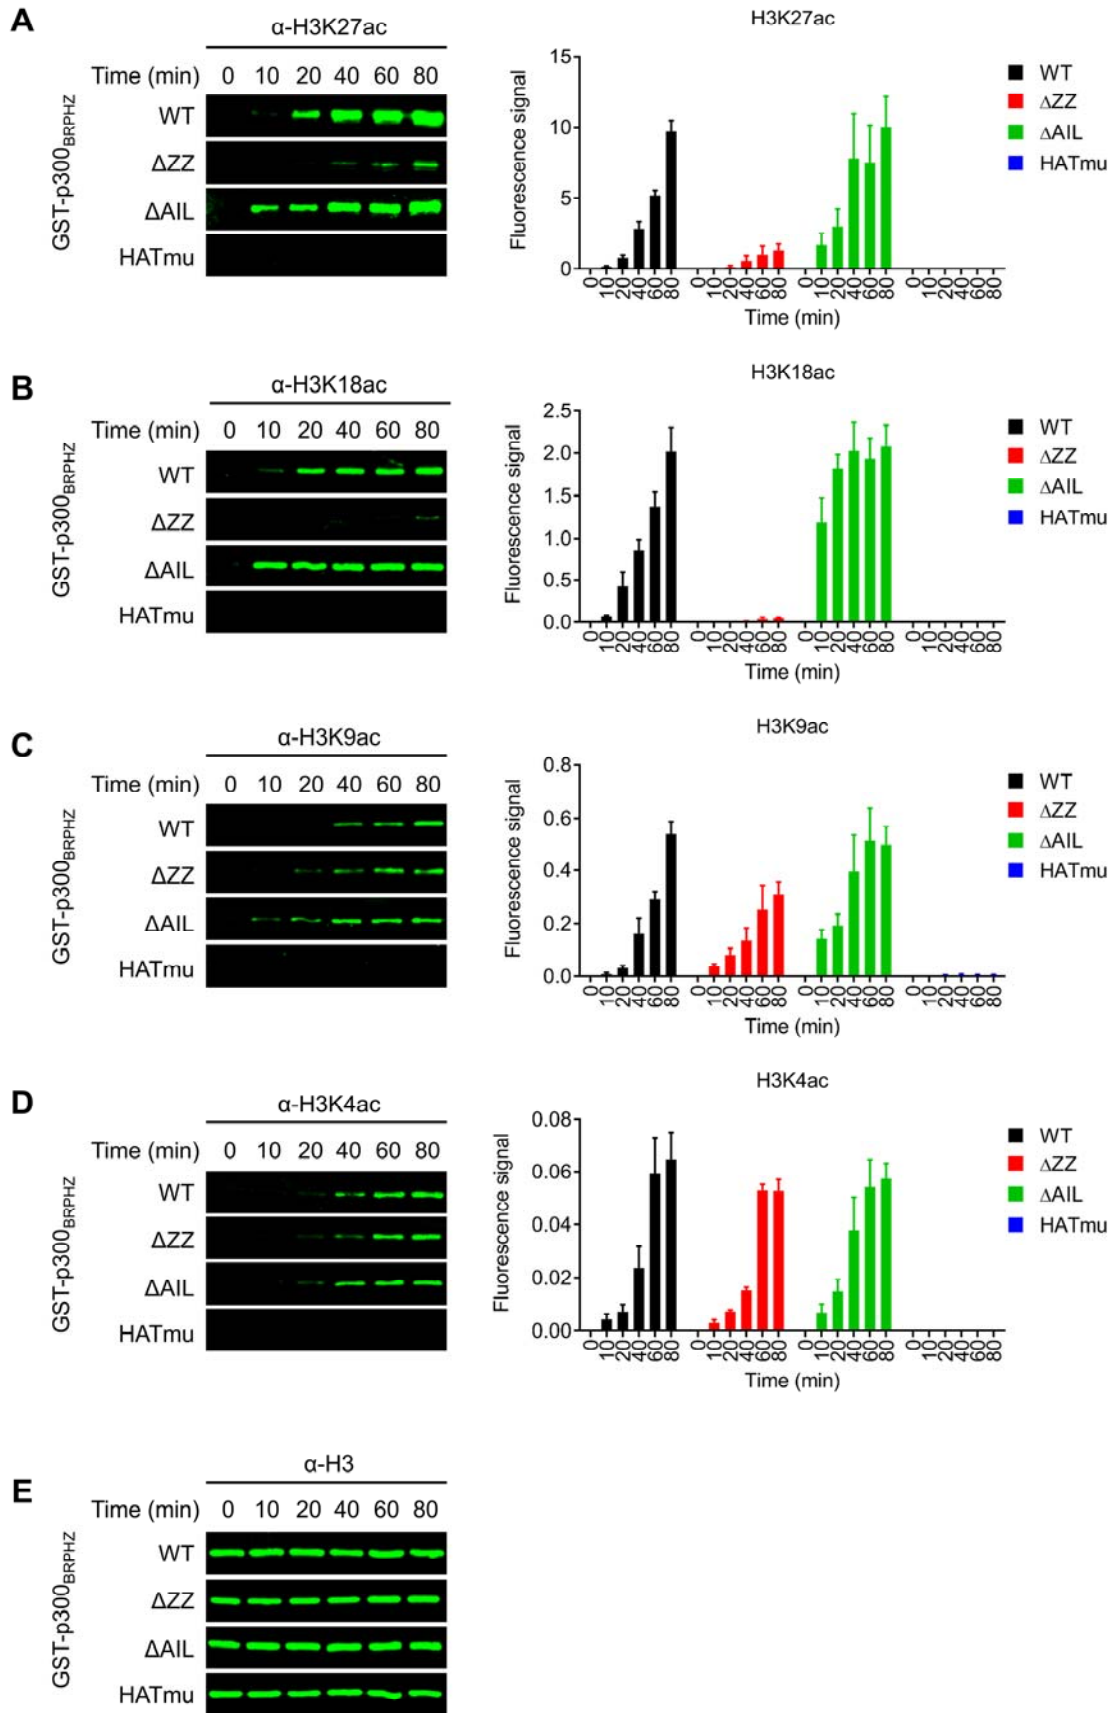 A
α-H3K27ac
Time (min) 0 10 20 40 60 80
GST-p300BRPHZ
WT
ΔZZ
ΔAIL
HATmu
H3K27ac
Fluorescence signal
15
10
5
0
0 10 20 40 60 80 0 10 20 40 60 80 0 10 20 40 60 80 0 10 20 40 60 80
Time (min)
WT
ΔZZ
ΔAIL
HATmu
B
α-H3K18ac
Time (min) 0 10 20 40 60 80
GST-p300BRPHZ
WT
ΔZZ
ΔAIL
HATmu
H3K18ac
Fluorescence signal
2.5
2.0
1.5
1.0
0.5
0.0
0 10 20 40 60 80 0 10 20 40 60 80 0 10 20 40 60 80 0 10 20 40 60 80
Time (min)
WT
ΔZZ
ΔAIL
HATmu
C
α-H3K9ac
Time (min) 0 10 20 40 60 80
GST-p300BRPHZ
WT
ΔZZ
ΔAIL
HATmu
H3K9ac
Fluorescence signal
0.8
0.6
0.4
0.2
0.0
0 10 20 40 60 80 0 10 20 40 60 80 0 10 20 40 60 80 0 10 20 40 60 80
Time (min)
WT
ΔZZ
ΔAIL
HATmu
D
α-H3K4ac
Time (min) 0 10 20 40 60 80
GST-p300BRPHZ
WT
ΔZZ
ΔAIL
HATmu
H3K4ac
Fluorescence signal
0.08
0.06
0.04
0.02
0.00
0 10 20 40 60 80 0 10 20 40 60 80 0 10 20 40 60 80 0 10 20 40 60 80
Time (min)
WT
ΔZZ
ΔAIL
HATmu
E
α-H3
Time (min) 0 10 20 40 60 80
GST-p300BRPHZ
WT
ΔZZ
ΔAIL
HATmu